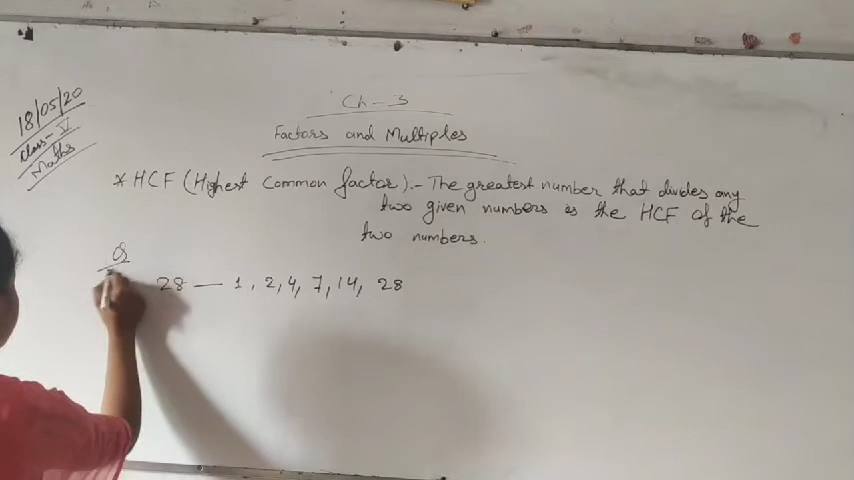 18/05/20
Class - V
Maths
Ch - 3
Factors and Multiples
* HCF (Highest Common factor).- The greatest number that divides any
two given numbers is the HCF of the
two numbers.
28 — 1, 2, 4, 7, 14, 28